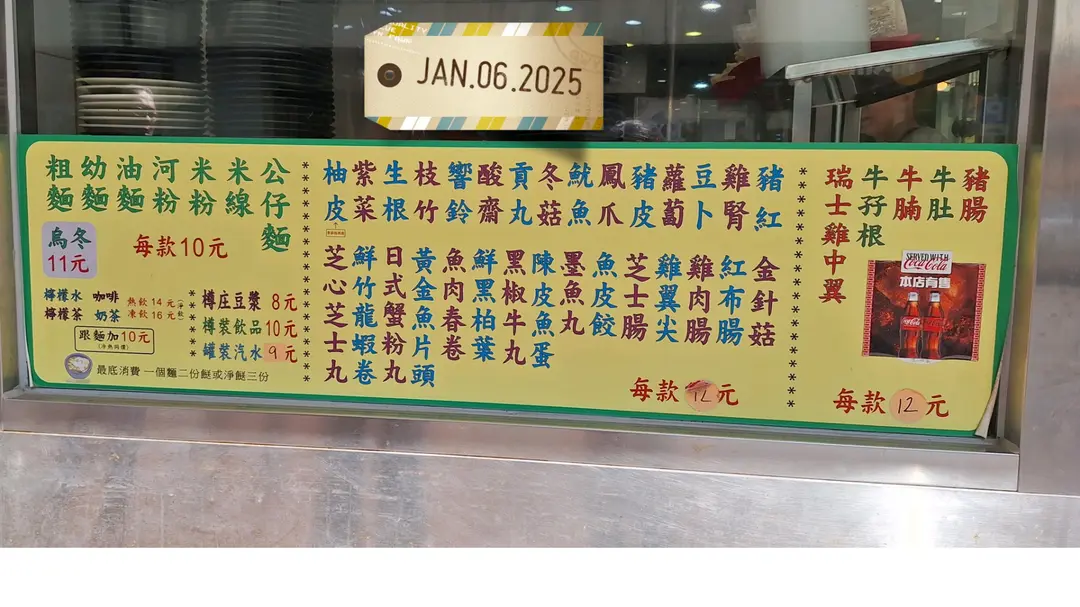 JAN.06.2025
粗麵
幼麵
油麵
河粉
米粉
米線
公仔麵
烏冬
11元
每款10元
檸檬水 咖啡 熱飲14元
檸檬茶 奶茶 凍飲16元
跟麵加10元
樽庄豆漿 8元
樽裝飲品10元
罐裝汽水9元
最底消費 一個麵二份餸或淨餸三份
柚皮
紫菜
生根
枝竹
響鈴
酸齋
貢丸
冬菇
魷魚
鳳爪
豬皮
蘿蔔
豆卜
雞腎
豬紅
芝心芝士丸
鮮竹龍蝦卷
日式蟹粉丸
黃金魚片頭
魚肉春卷
鮮黑柏葉
黑椒牛丸
陳皮魚蛋
墨魚丸
魚皮餃
芝士腸
雞翼尖
雞肉腸
紅布腸
金針菇
每款12元
瑞士雞中翼
牛孖根
牛腩
牛肚
豬腸
SERVED WITH
Coca-Cola
本店有售
每款12元